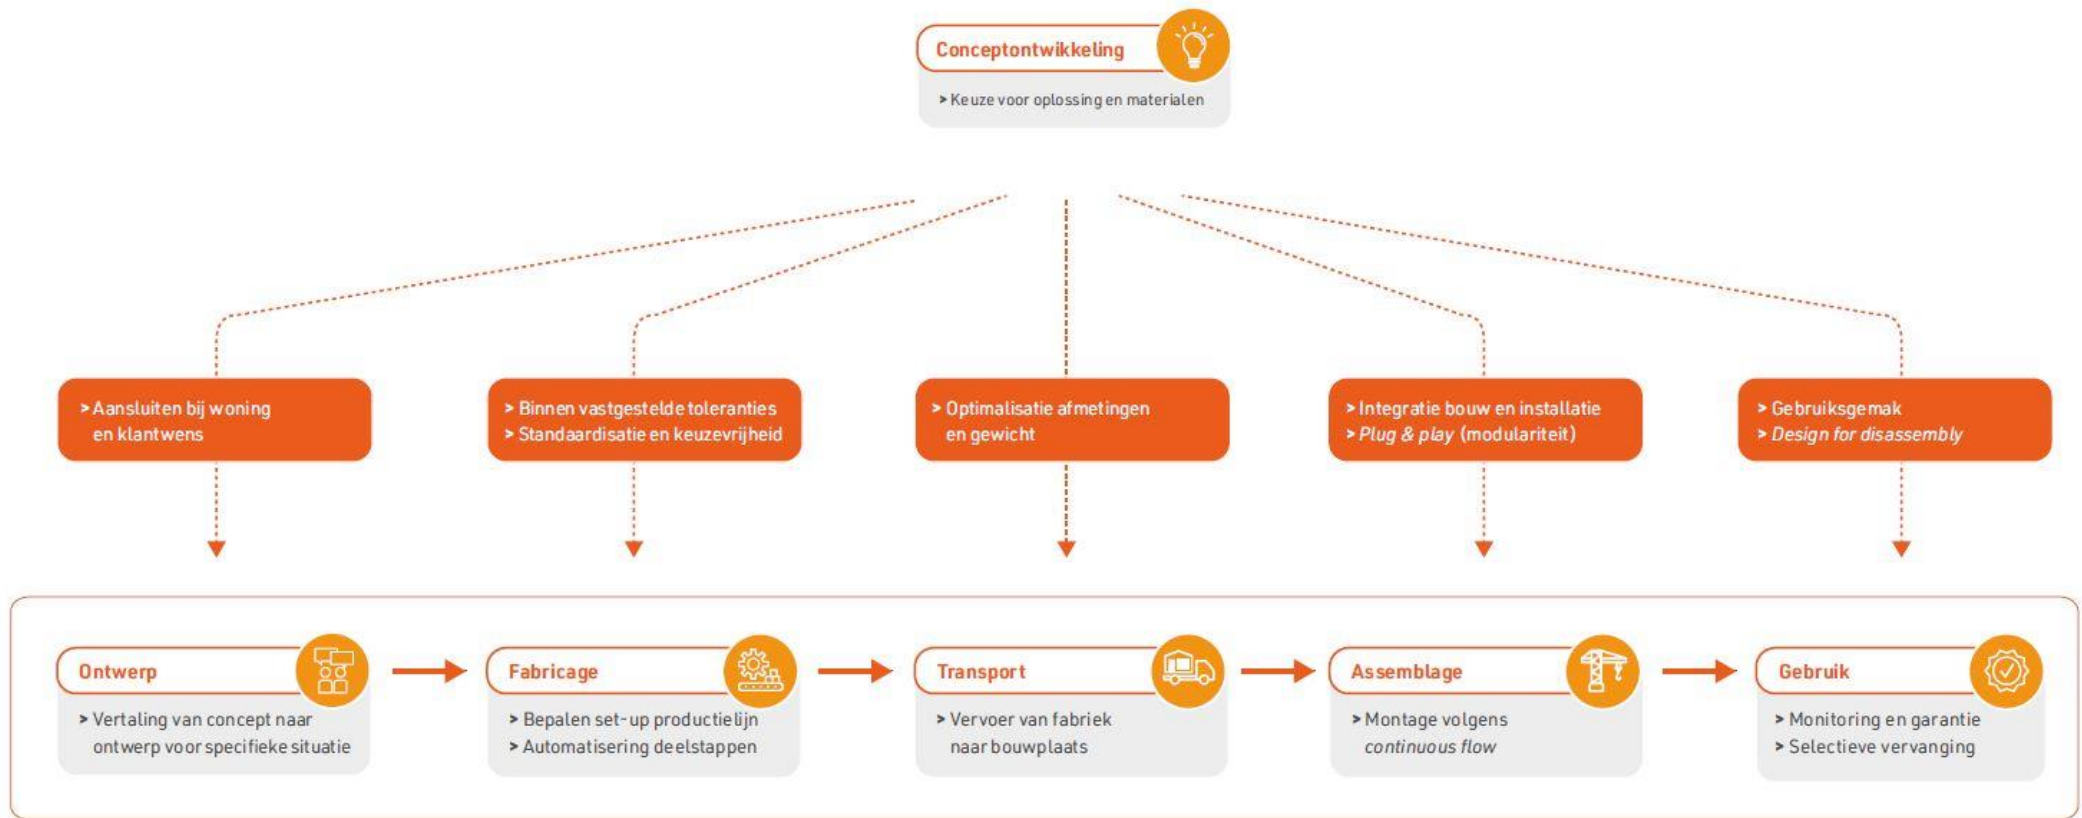 Conceptontwikkeling
> Keuze voor oplossing en materialen
> Aansluiten bij woning
en klantwens
> Binnen vastgestelde toleranties
> Standaardisatie en keuzevrijheid
> Optimalisatie afmetingen
en gewicht
> Integratie bouw en installatie
> Plug & play (modulariteit)
> Gebruiksgemak
> Design for disassembly
Ontwerp
> Vertaling van concept naar
ontwerp voor specifieke situatie
Fabricage
> Bepalen set-up productielijn
> Automatisering deelstappen
Transport
> Vervoer van fabriek
naar bouwplaats
Assemblage
> Montage volgens
continuous flow
Gebruik
> Monitoring en garantie
> Selectieve vervanging